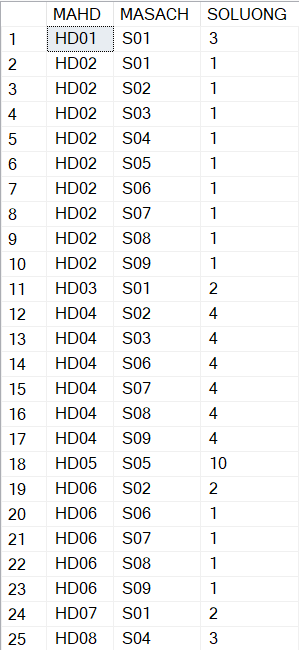 MAHD MASACH SOLUONG
1 HD01 S01 3
2 HD02 S01 1
3 HD02 S02 1
4 HD02 S03 1
5 HD02 S04 1
6 HD02 S05 1
7 HD02 S06 1
8 HD02 S07 1
9 HD02 S08 1
10 HD02 S09 1
11 HD03 S01 2
12 HD04 S02 4
13 HD04 S03 4
14 HD04 S06 4
15 HD04 S07 4
16 HD04 S08 4
17 HD04 S09 4
18 HD05 S05 10
19 HD06 S02 2
20 HD06 S06 1
21 HD06 S07 1
22 HD06 S08 1
23 HD06 S09 1
24 HD07 S01 2
25 HD08 S04 3